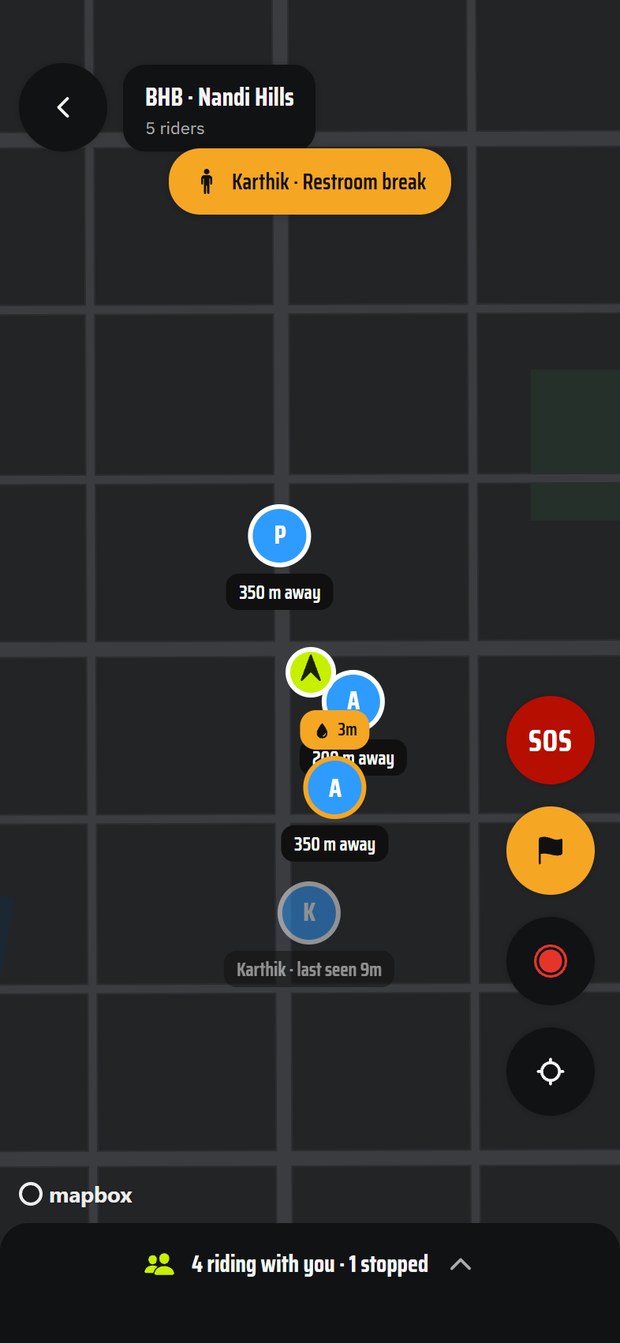 BHB · Nandi Hills
5 riders
Karthik · Restroom break
P
350 m away
A
3m
m away
A
350 m away
SOS
K
Karthik · last seen 9m
mapbox
4 riding with you · 1 stopped